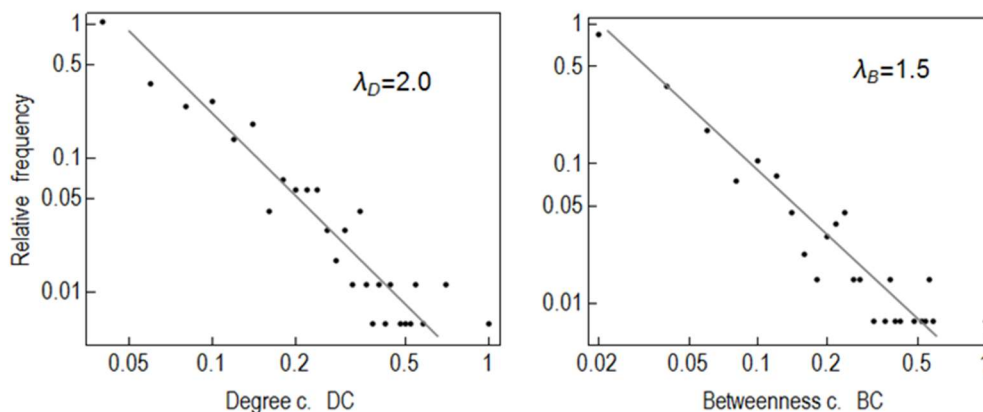 1
0.5
0.1
0.05
0.01
Relative frequency
λD=2.0
0.05 0.1 0.2 0.5 1
Degree c. DC
1
0.5
0.1
0.05
0.01
λB=1.5
0.02 0.05 0.1 0.2 0.5 1
Betweenness c. BC